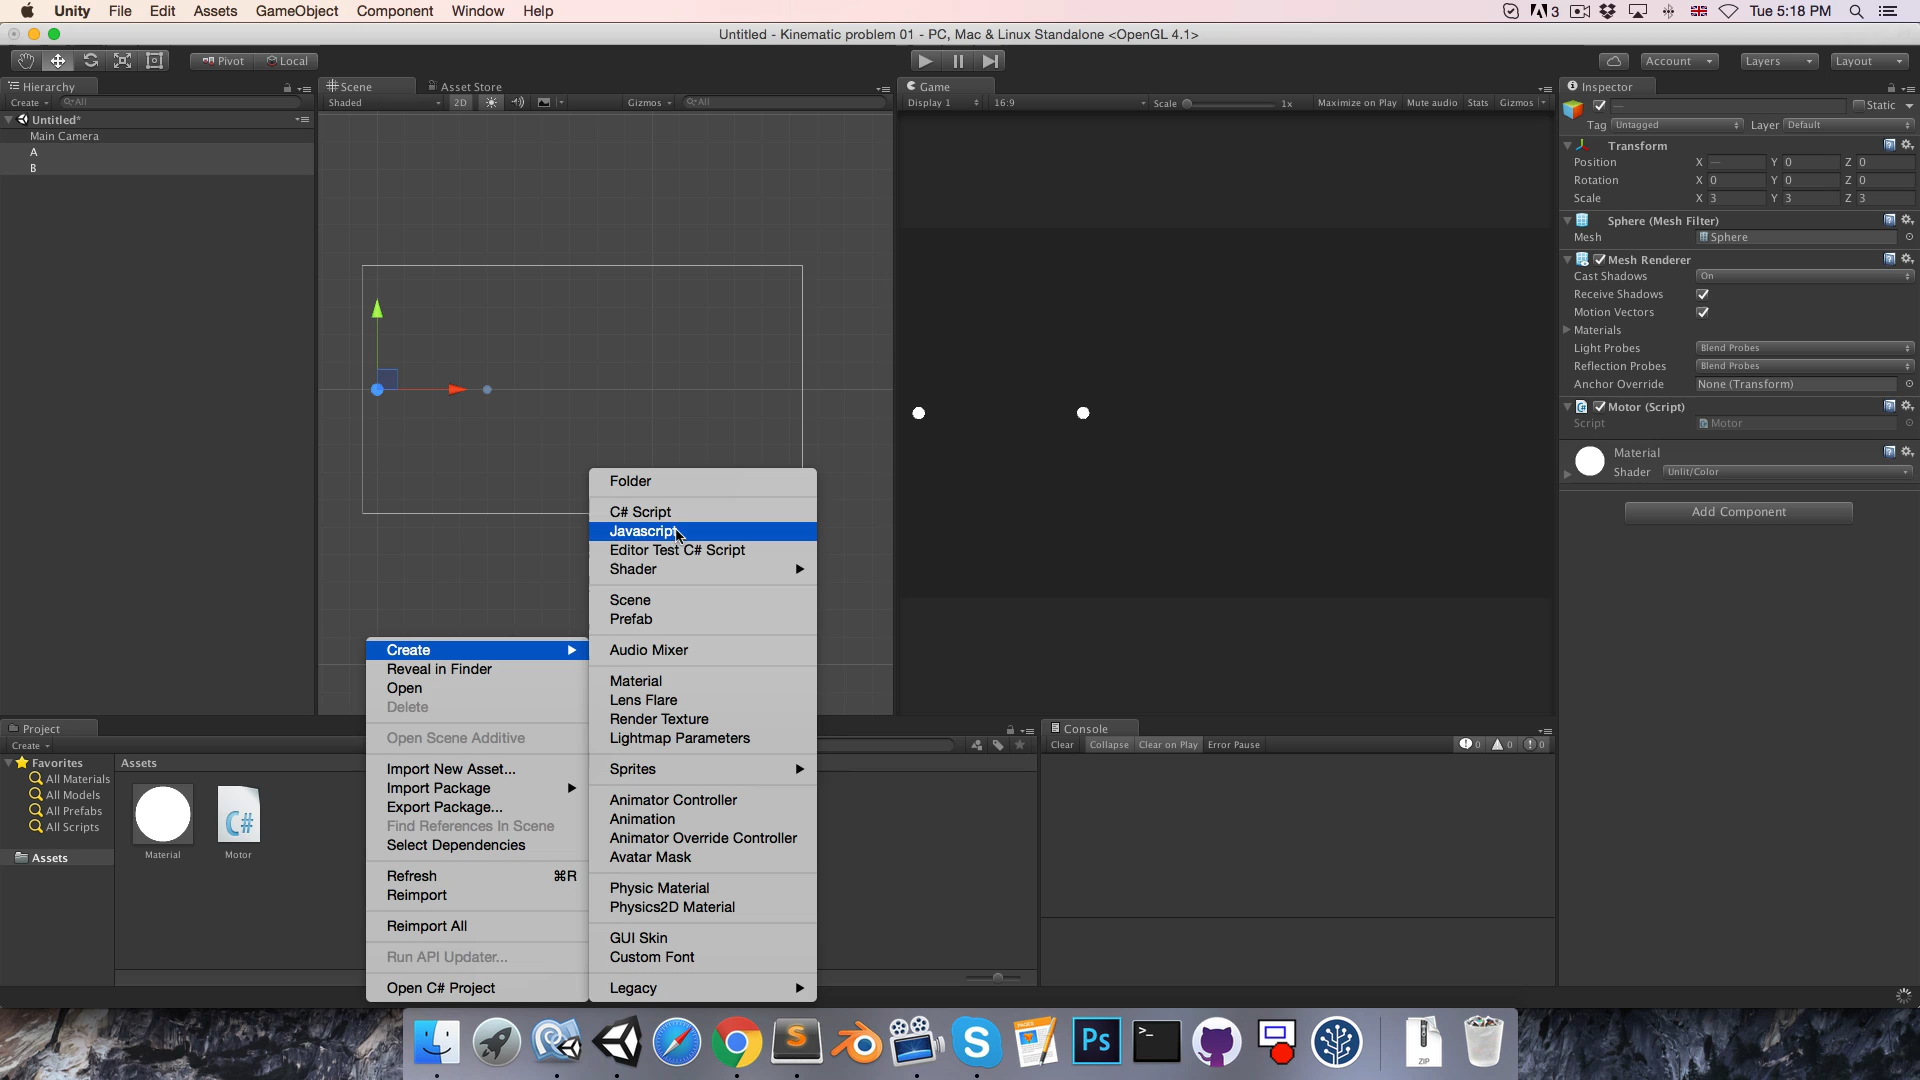 Unity File Edit Assets GameObject Component Window Help
3 Tue 5:18 PM
Untitled - Kinematic problem 01 - PC, Mac & Linux Standalone <OpenGL 4.1>
Pivot Local Account Layers Layout
Hierarchy Scene Asset Store Game Inspector
Create All Shaded 2D Gizmos All Display 1 16:9 Scale 1x Maximize on Play Mute audio Stats Gizmos Static
Untitled*
Main Camera
A
B
Tag Untagged Layer Default
Transform
Position X — Y 0 Z 0
Rotation X 0 Y 0 Z 0
Scale X 3 Y 3 Z 3
Sphere (Mesh Filter)
Mesh Sphere
Mesh Renderer
Cast Shadows On
Receive Shadows
Motion Vectors
Materials
Light Probes Blend Probes
Reflection Probes Blend Probes
Anchor Override None (Transform)
Motor (Script)
Script Motor
Material
Shader Unlit/Color
Add Component
Folder
C# Script
Javascript
Editor Test C# Script
Shader
Scene
Prefab
Audio Mixer
Material
Lens Flare
Render Texture
Lightmap Parameters
Sprites
Animator Controller
Animation
Animator Override Controller
Avatar Mask
Physic Material
Physics2D Material
GUI Skin
Custom Font
Legacy
Create
Reveal in Finder
Open
Delete
Open Scene Additive
Import New Asset...
Import Package
Export Package...
Find References In Scene
Select Dependencies
Refresh ⌘R
Reimport
Reimport All
Run API Updater...
Open C# Project
Project
Create
Favorites
All Materials
All Models
All Prefabs
All Scripts
Assets
Assets
C#
Material Motor
Console
Clear Collapse Clear on Play Error Pause 0 0 0
PAGES
Ps
>_
ZIP